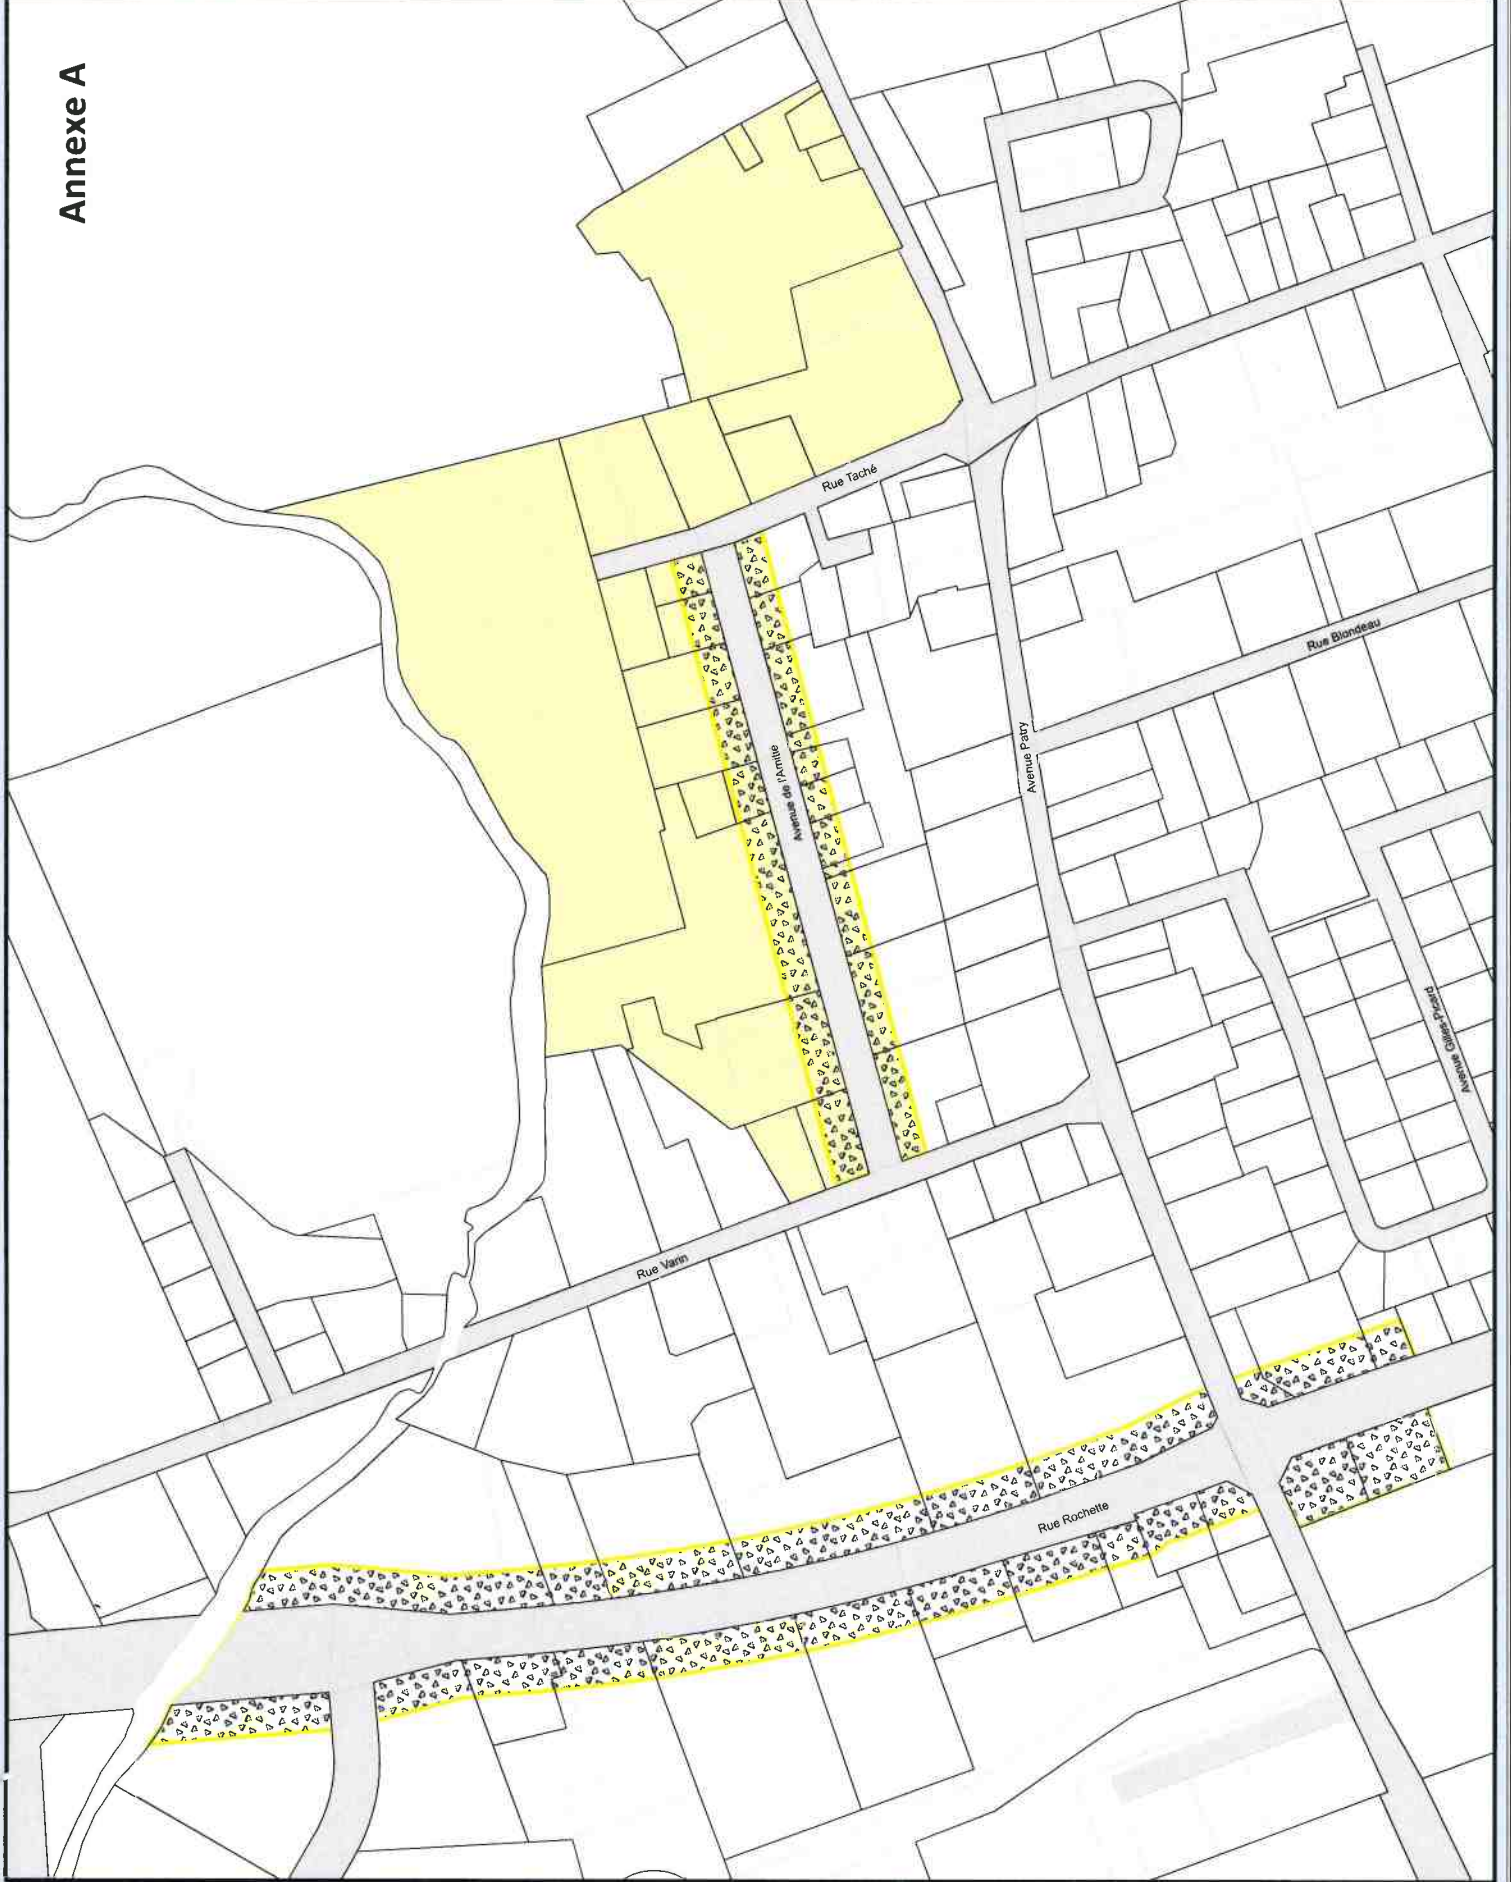 Annexe A
Rue Taché
Rue Blondeau
Avenue Patry
Avenue de l'Amitié
Avenue Gilles-Picard
Rue Varin
Rue Rochette